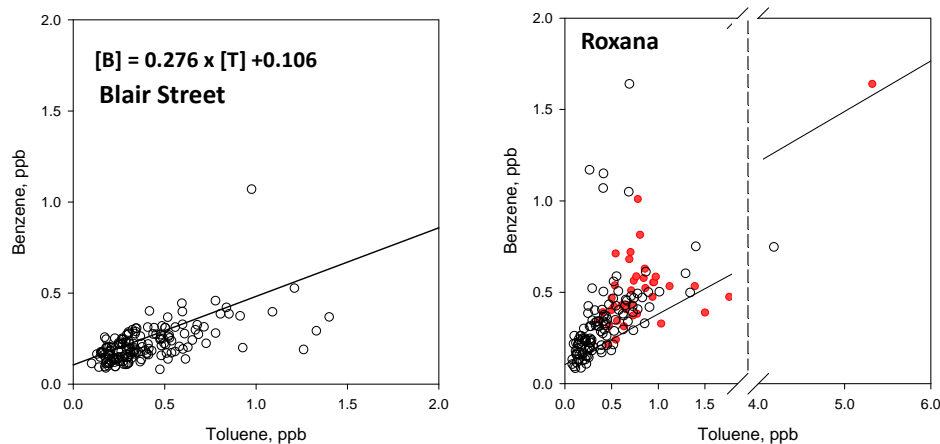 2.0
[B] = 0.276 x [T] +0.106
Blair Street
1.5
Benzene, ppb
1.0
0.5
0.0
0.0 0.5 1.0 1.5 2.0
Toluene, ppb
2.0
Roxana
1.5
Benzene, ppb
1.0
0.5
0.0
0.0 0.5 1.0 1.5 4.0 5.0 6.0
Toluene, ppb